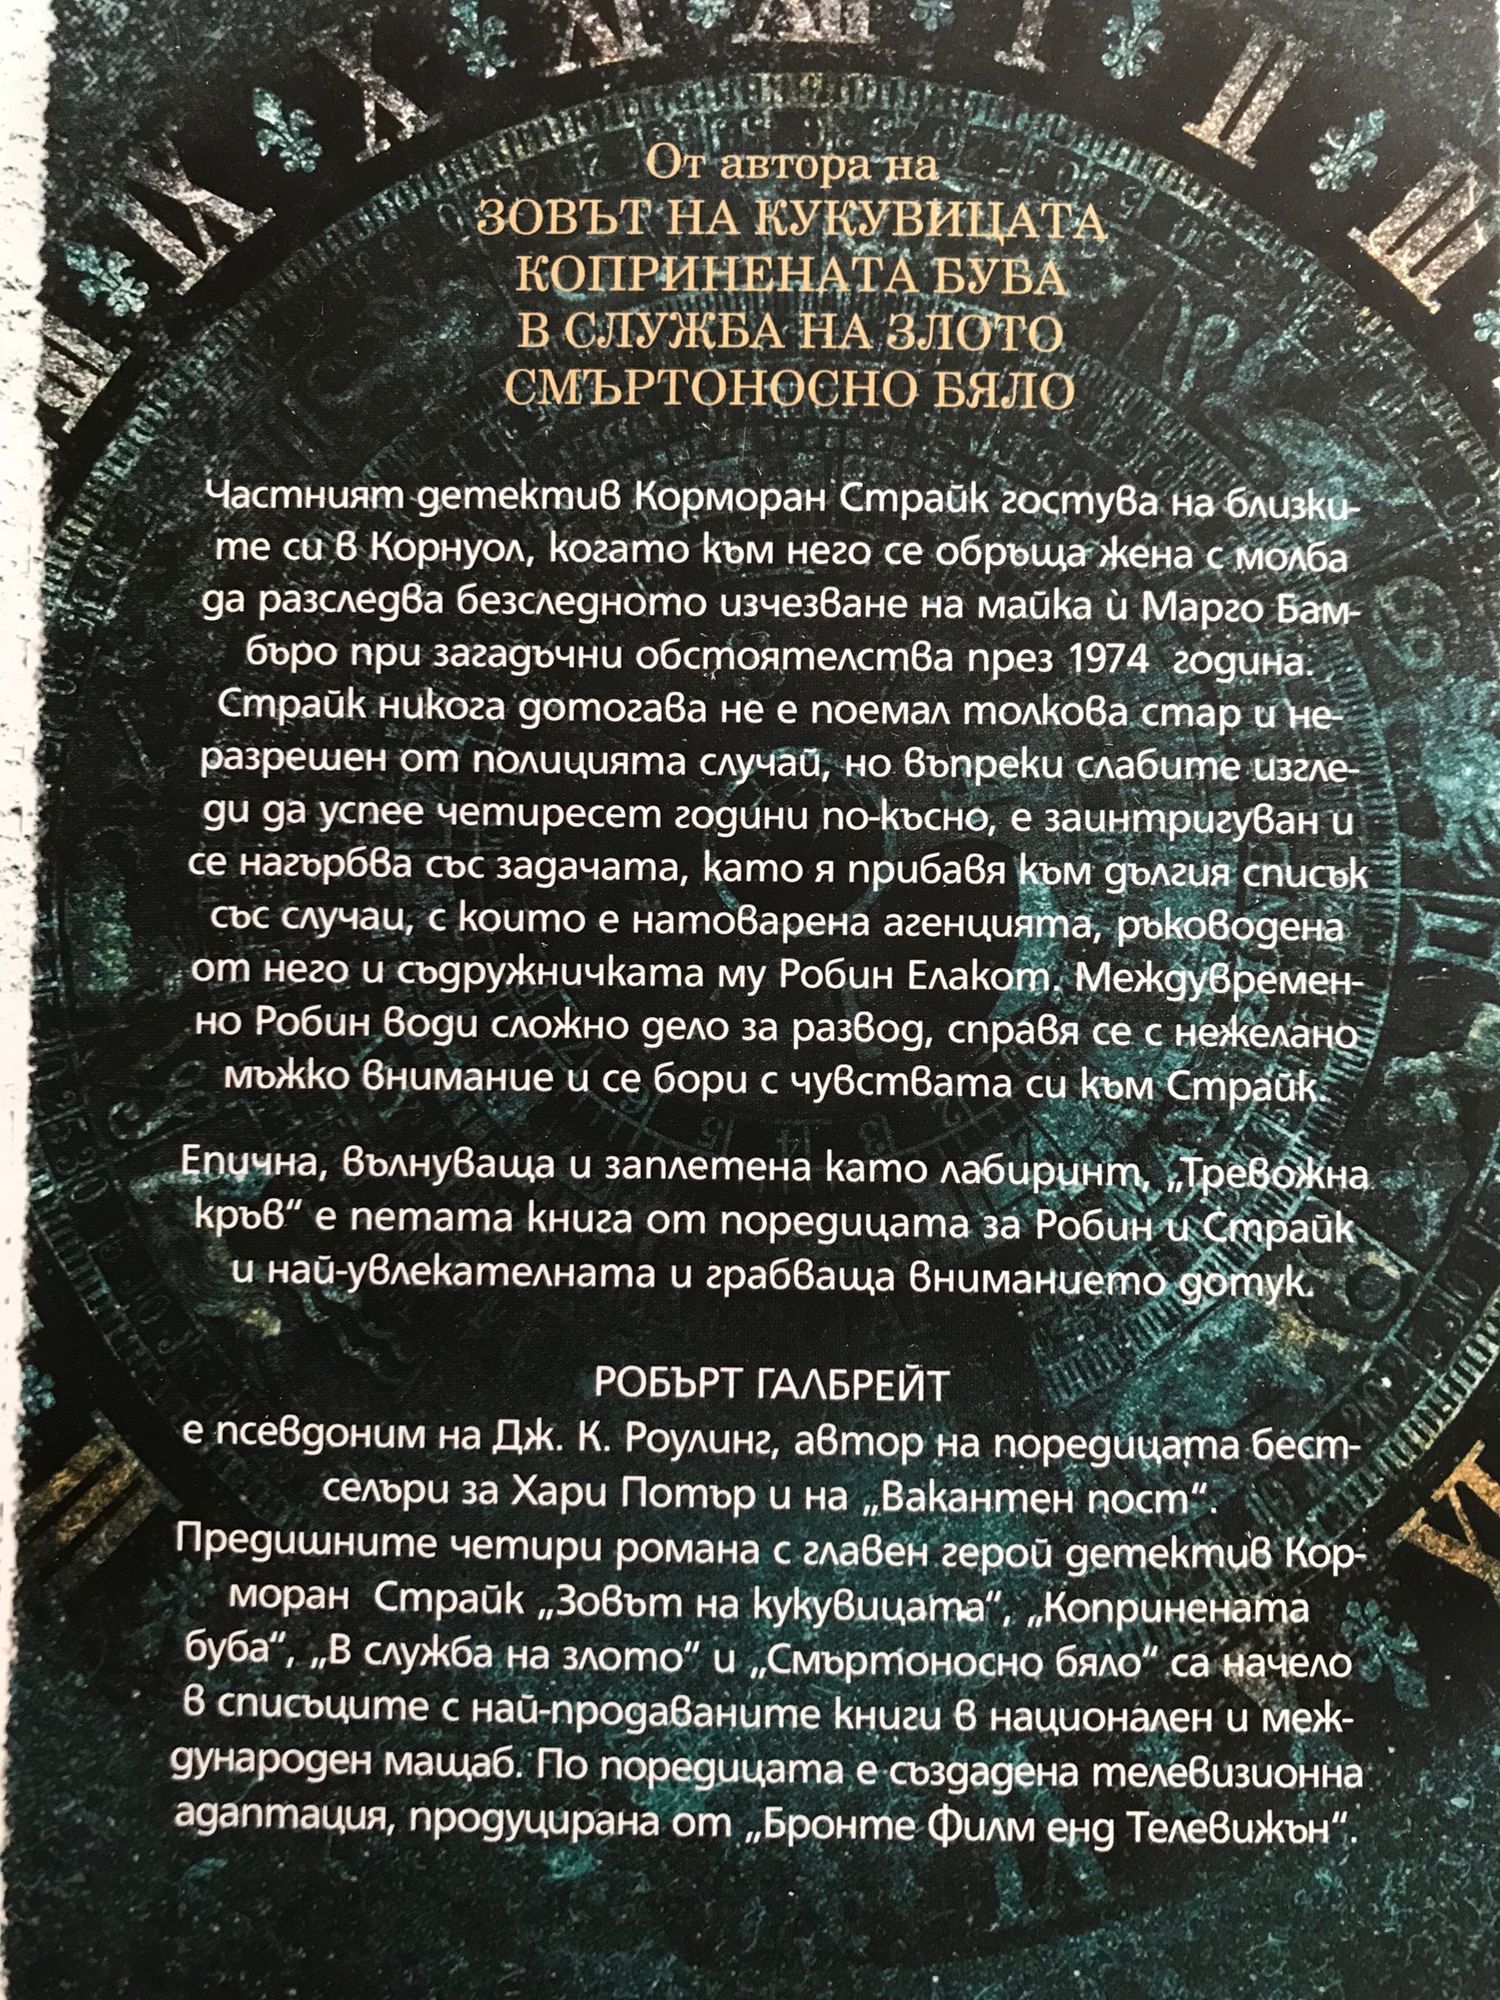 От автора на
ЗОВЪТ НА КУКУВИЦАТА
КОПРИНЕНАТА БУБА
В СЛУЖБА НА ЗЛОТО
СМЪРТОНОСНО БЯЛО
Частният детектив Корморан Страйк гостува на близки-
те си в Корнуол, когато към него се обръща жена с молба
да разследва безследното изчезване на майка ѝ Марго Бам-
бъро при загадъчни обстоятелства през 1974 година.
Страйк никога дотогава не е поемал толкова стар и не-
разрешен от полицията случай, но въпреки слабите изгле-
ди да успее четиресет години по-късно, е заинтригуван и
се нагърбва със задачата, като я прибавя към дългия списък
със случаи, с които е натоварена агенцията, ръководена
от него и съдружничката му Робин Елакот. Междувремен-
но Робин води сложно дело за развод, справя се с нежелано
мъжко внимание и се бори с чувствата си към Страйк.
Епична, вълнуваща и заплетена като лабиринт, „Тревожна
кръв“ е петата книга от поредицата за Робин и Страйк
и най-увлекателната и грабваща вниманието дотук.
РОБЪРТ ГАЛБРЕЙТ
е псевдоним на Дж. К. Роулинг, автор на поредицата бест-
селъри за Хари Потър и на „Вакантен пост“.
Предишните четири романа с главен герой детектив Кор-
моран Страйк „Зовът на кукувицата“, „Копринената
буба“, „В служба на злото“ и „Смъртоносно бяло“ са начело
в списъците с най-продаваните книги в национален и меж-
дународен мащаб. По поредицата е създадена телевизионна
адаптация, продуцирана от „Бронте Филм енд Телевижън“.